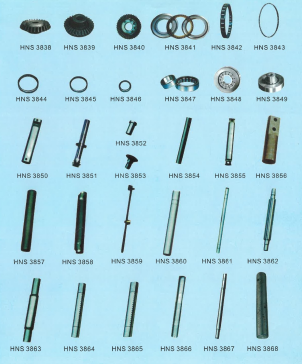 HNS 3838 HNS 3839 HNS 3840 HNS 3841 HNS 3842 HNS 3843
HNS 3844 HNS 3845 HNS 3846 HNS 3847 HNS 3848 HNS 3849
HNS 3852
HNS 3850 HNS 3851 HNS 3853 HNS 3854 HNS 3855 HNS 3856
HNS 3857 HNS 3858 HNS 3859 HNS 3860 HNS 3861 HNS 3862
HNS 3863 HNS 3864 HNS 3865 HNS 3866 HNS 3867 HNS 3868